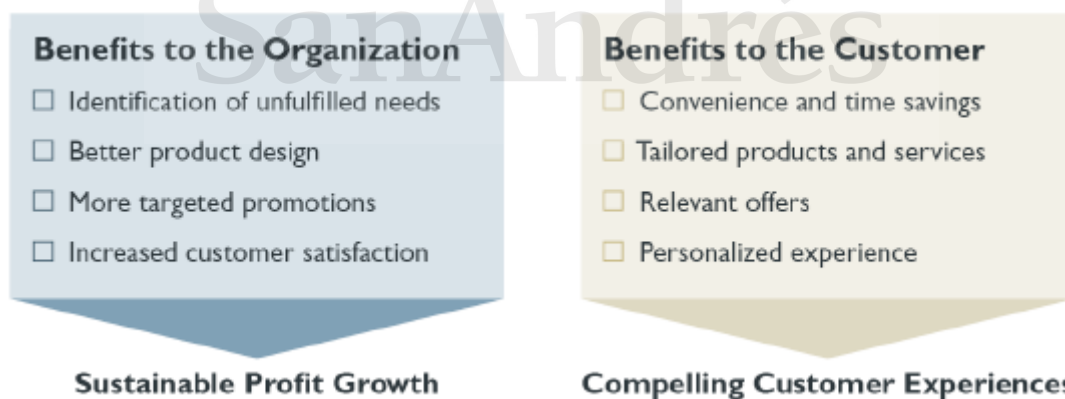 SanAndrés
Benefits to the Organization
Identification of unfulfilled needs
Better product design
More targeted promotions
Increased customer satisfaction
Sustainable Profit Growth
Benefits to the Customer
Convenience and time savings
Tailored products and services
Relevant offers
Personalized experience
Compelling Customer Experiences